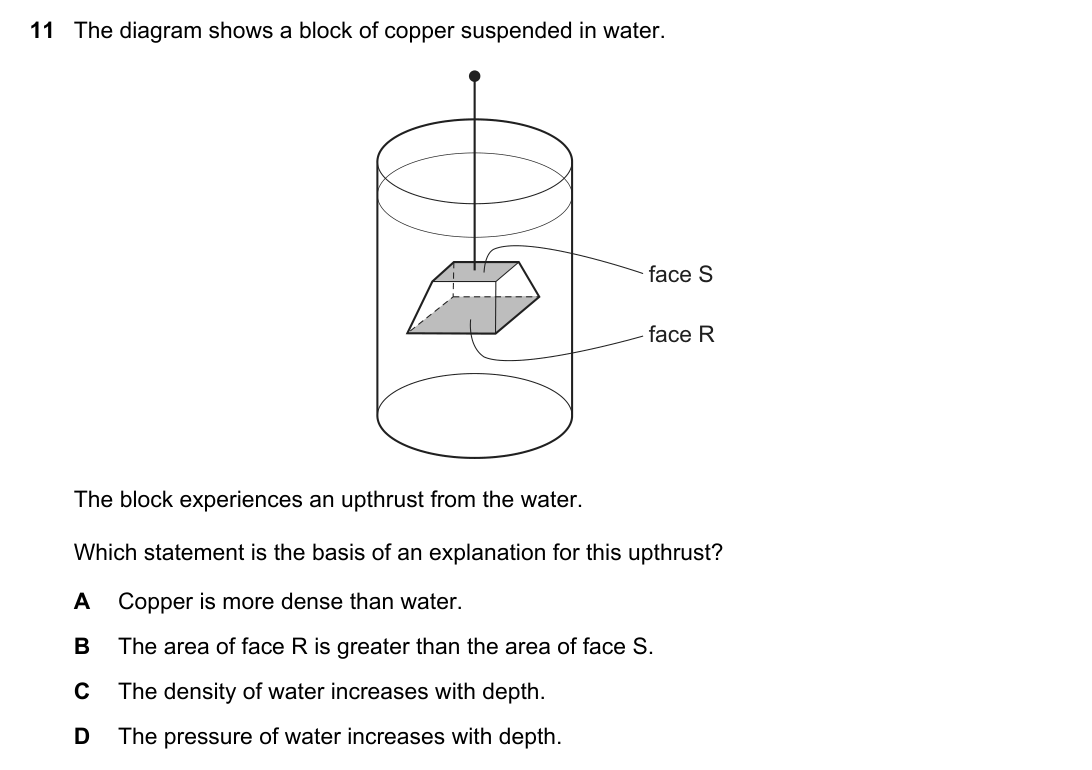 11 The diagram shows a block of copper suspended in water.
face S
face R
The block experiences an upthrust from the water.
Which statement is the basis of an explanation for this upthrust?
A Copper is more dense than water.
B The area of face R is greater than the area of face S.
C The density of water increases with depth.
D The pressure of water increases with depth.